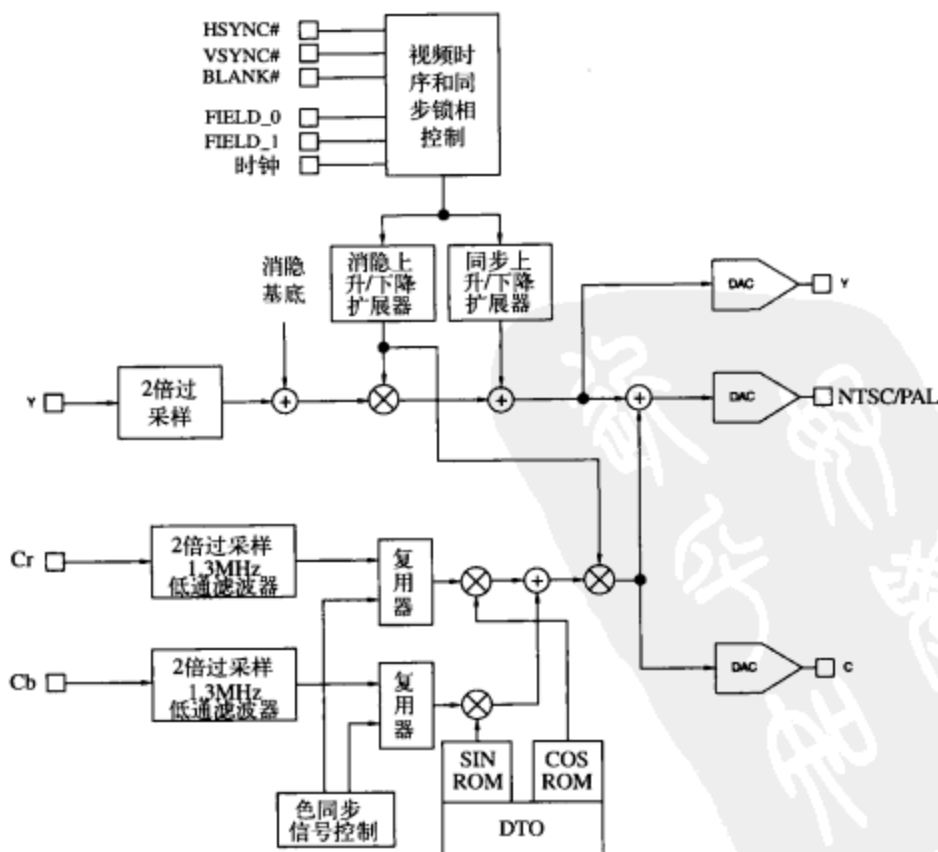 HSYNC#
VSYNC#
BLANK#
FIELD_0
FIELD_1
时钟
视频时
序和同
步锁相
控制
消隐
基底
消隐上
升/下降
扩展器
同步上
升/下降
扩展器
DAC
Y
Y
2倍过
采样
DAC
NTSC/PAL
Cr
2倍过采样
1.3MHz
低通滤波器
复
用
器
Cb
2倍过采样
1.3MHz
低通滤波器
复
用
器
DAC
C
SIN
ROM
COS
ROM
DTO
色同步
信号控制